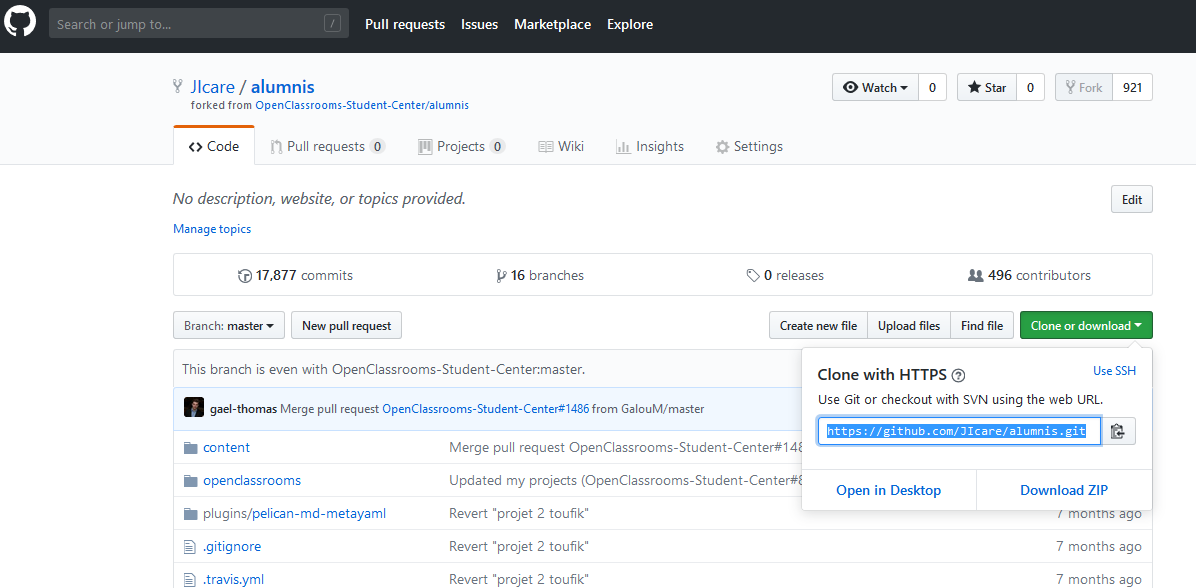 Search or jump to... /
Pull requests Issues Marketplace Explore
JIcare / alumnis
forked from OpenClassrooms-Student-Center/alumnis
Watch 0 Star 0 Fork 921
Code Pull requests 0 Projects 0 Wiki Insights Settings
No description, website, or topics provided.
Edit
Manage topics
17,877 commits 16 branches 0 releases 496 contributors
Branch: master New pull request Create new file Upload files Find file Clone or download
This branch is even with OpenClassrooms-Student-Center:master.
gael-thomas Merge pull request OpenClassrooms-Student-Center#1486 from GalouM/master
content Merge pull request OpenClassrooms-Student-Center#148
openclassrooms Updated my projects (OpenClassrooms-Student-Center#8
plugins/pelican-md-metayaml Revert "projet 2 toufik" 7 months ago
.gitignore Revert "projet 2 toufik" 7 months ago
.travis.yml Revert "projet 2 toufik" 7 months ago
Clone with HTTPS ? Use SSH
Use Git or checkout with SVN using the web URL.
https://github.com/JIcare/alumnis.git
Open in Desktop Download ZIP